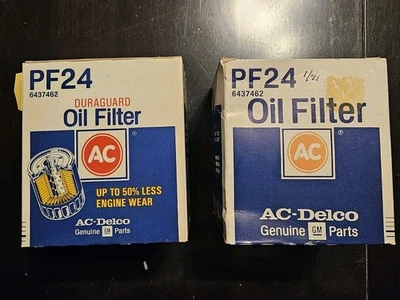 PF24
6437462
DURAGUARD
Oil Filter
AC
®
UP TO 50% LESS
ENGINE WEAR
AC-Delco
Genuine GM Parts
PF24
6437462
Oil Filter
AC
®
AC-Delco
Genuine GM Parts